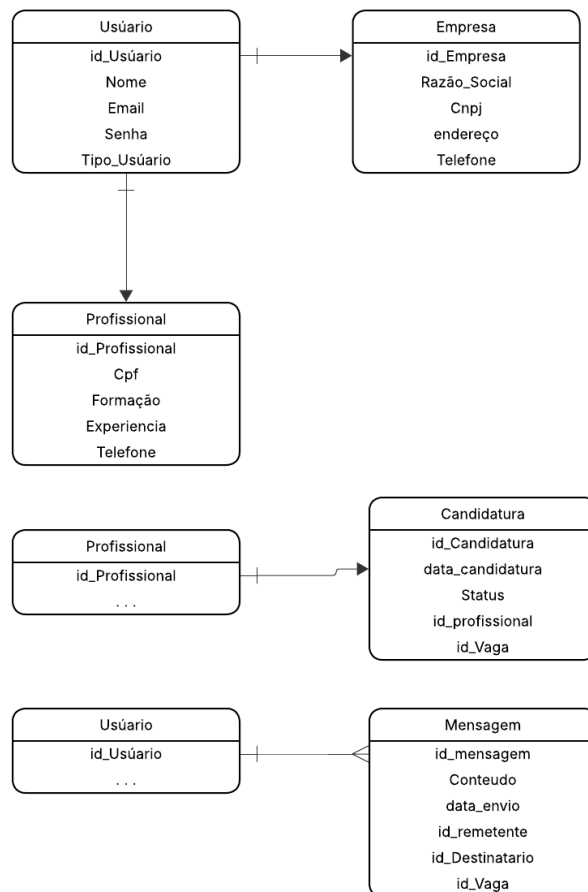 Usúario
id_Usúario
Nome
Email
Senha
Tipo_Usúario
Empresa
id_Empresa
Razão_Social
Cnpj
endereço
Telefone
Profissional
id_Profissional
Cpf
Formação
Experiencia
Telefone
Profissional
id_Profissional
. . .
Candidatura
id_Candidatura
data_candidatura
Status
id_profissional
id_Vaga
Usúario
id_Usúario
. . .
Mensagem
id_mensagem
Conteudo
data_envio
id_remetente
id_Destinatario
id_Vaga